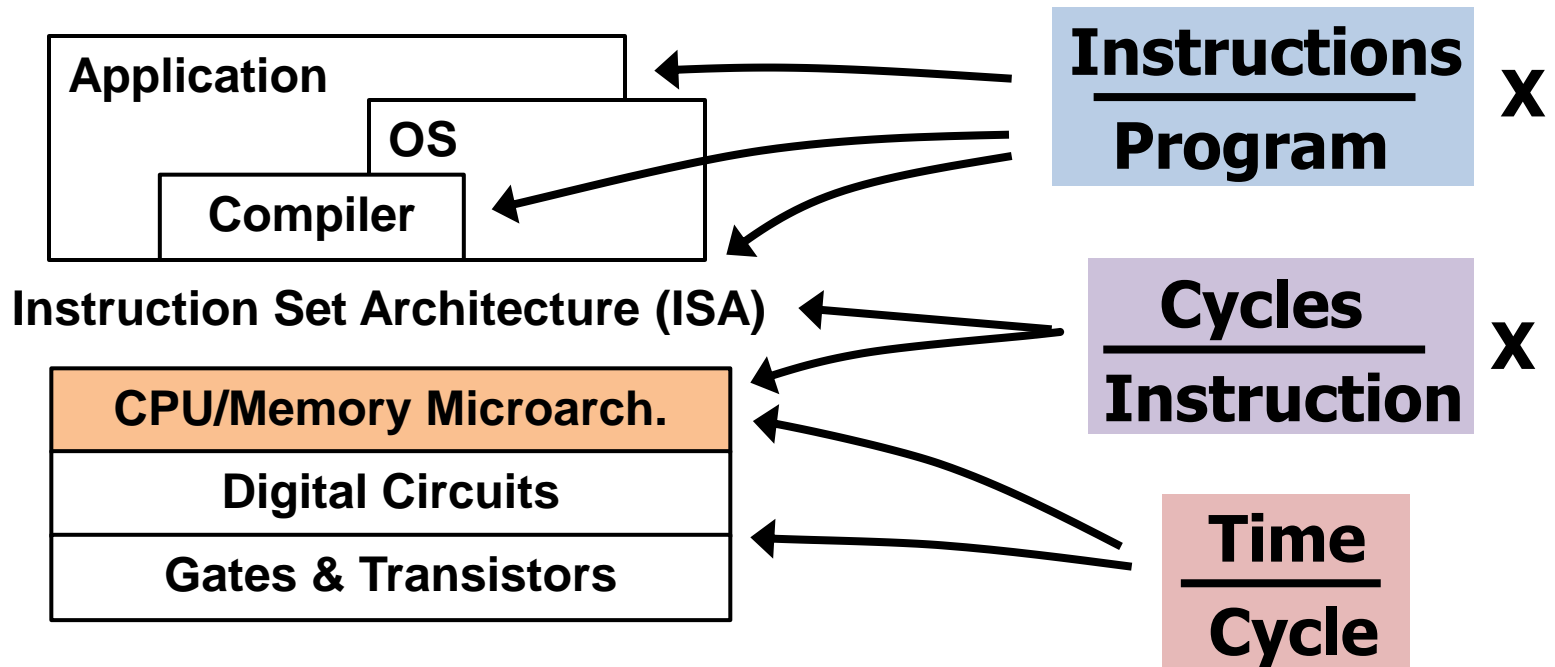 Application
OS
Compiler
Instruction Set Architecture (ISA)
CPU/Memory Microarch.
Digital Circuits
Gates & Transistors
Instructions
Program
X
Cycles
Instruction
X
Time
Cycle